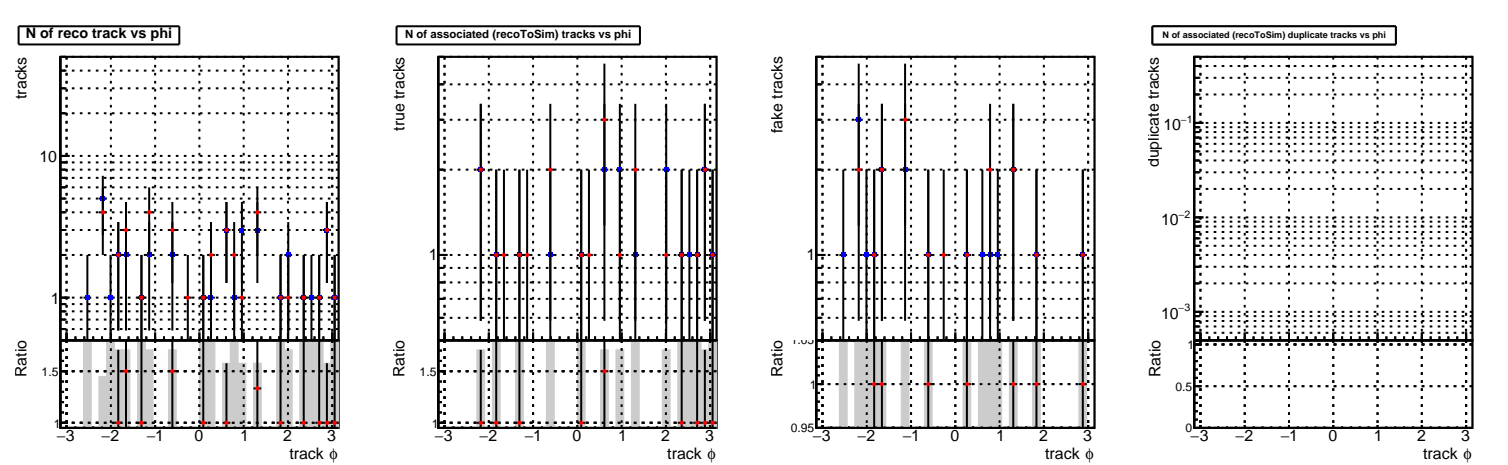 N of reco track vs phi
tracks
10
1
Ratio
1.5
1
−3 −2 −1 0 1 2 3
track ϕ
N of associated (recoToSim) tracks vs phi
true tracks
1
Ratio
1.5
1
−3 −2 −1 0 1 2 3
track ϕ
fake tracks
1
Ratio
1.05
1
0.95
−3 −2 −1 0 1 2 3
track ϕ
N of associated (recoToSim) duplicate tracks vs phi
duplicate tracks
10−1
10−2
10−3
Ratio
1
0.5
0
−3 −2 −1 0 1 2 3
track ϕ